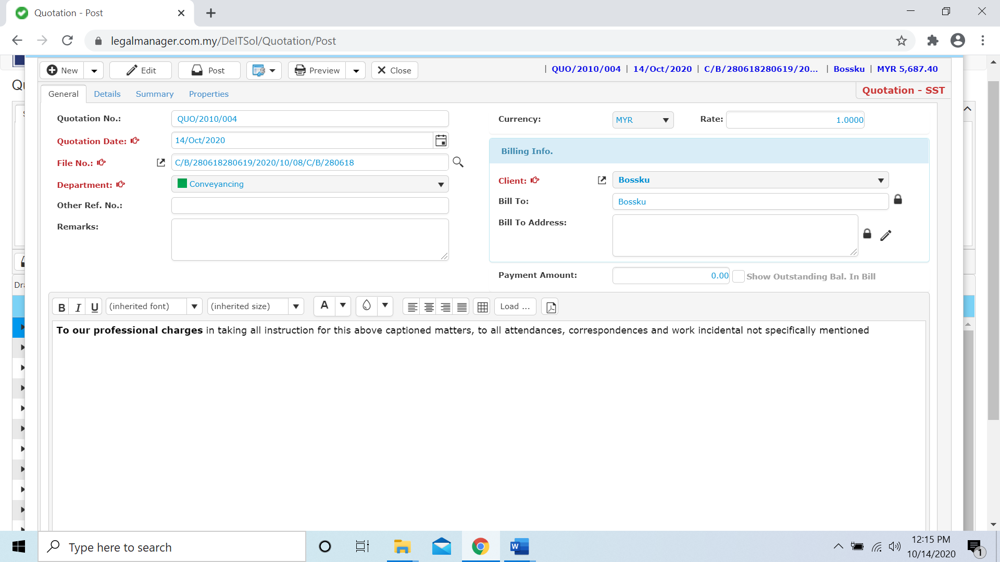 Quotation - Post
legalmanager.com.my/DeITSol/Quotation/Post
New Edit Post Preview Close | QUO/2010/004 | 14/Oct/2020 | C/B/280618280619/20... | Bossku | MYR 5,687.40
General Details Summary Properties Quotation - SST
Quotation No.: QUO/2010/004 Currency: MYR Rate: 1.0000
Quotation Date: 14/Oct/2020
Billing Info.
File No.: C/B/280618280619/2020/10/08/C/B/280618
Client: Bossku
Department: Conveyancing
Bill To: Bossku
Other Ref. No.:
Bill To Address:
Remarks:
Payment Amount: 0.00 Show Outstanding Bal. In Bill
B I U (inherited font) (inherited size) A Load ...
To our professional charges in taking all instruction for this above captioned matters, to all attendances, correspondences and work incidental not specifically mentioned
Type here to search
W
12:15 PM
10/14/2020
1